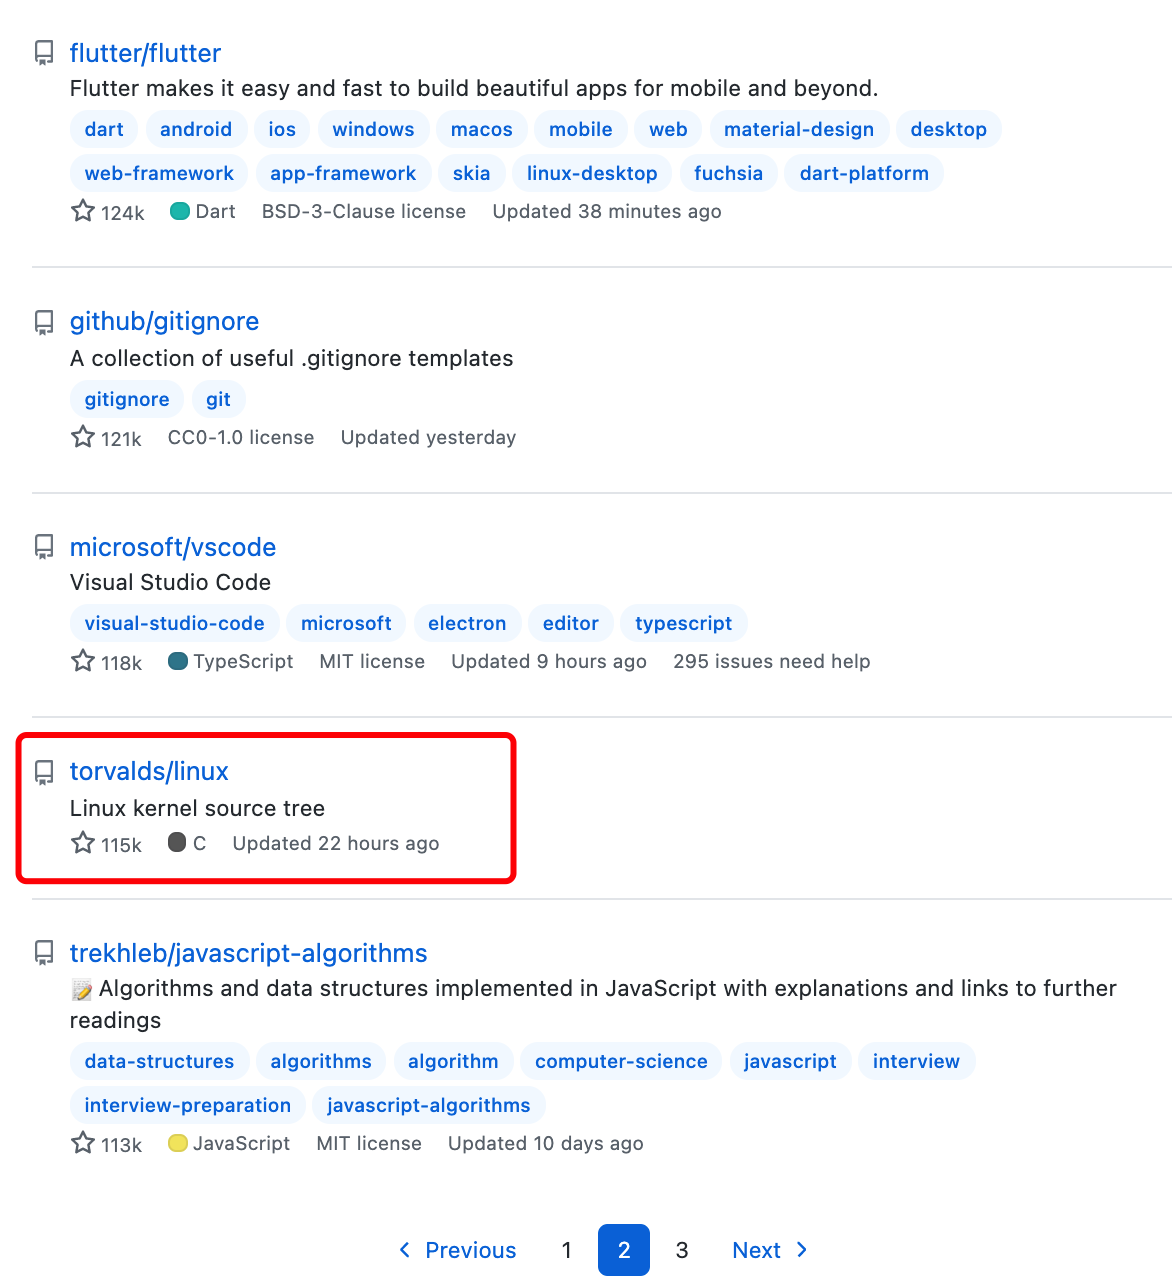 flutter/flutter
Flutter makes it easy and fast to build beautiful apps for mobile and beyond.
dart android ios windows macos mobile web material-design desktop
web-framework app-framework skia linux-desktop fuchsia dart-platform
124k Dart BSD-3-Clause license Updated 38 minutes ago
github/gitignore
A collection of useful .gitignore templates
gitignore git
121k CC0-1.0 license Updated yesterday
microsoft/vscode
Visual Studio Code
visual-studio-code microsoft electron editor typescript
118k TypeScript MIT license Updated 9 hours ago 295 issues need help
torvalds/linux
Linux kernel source tree
115k C Updated 22 hours ago
trekhleb/javascript-algorithms
📝 Algorithms and data structures implemented in JavaScript with explanations and links to further
readings
data-structures algorithms algorithm computer-science javascript interview
interview-preparation javascript-algorithms
113k JavaScript MIT license Updated 10 days ago
Previous 1 2 3 Next